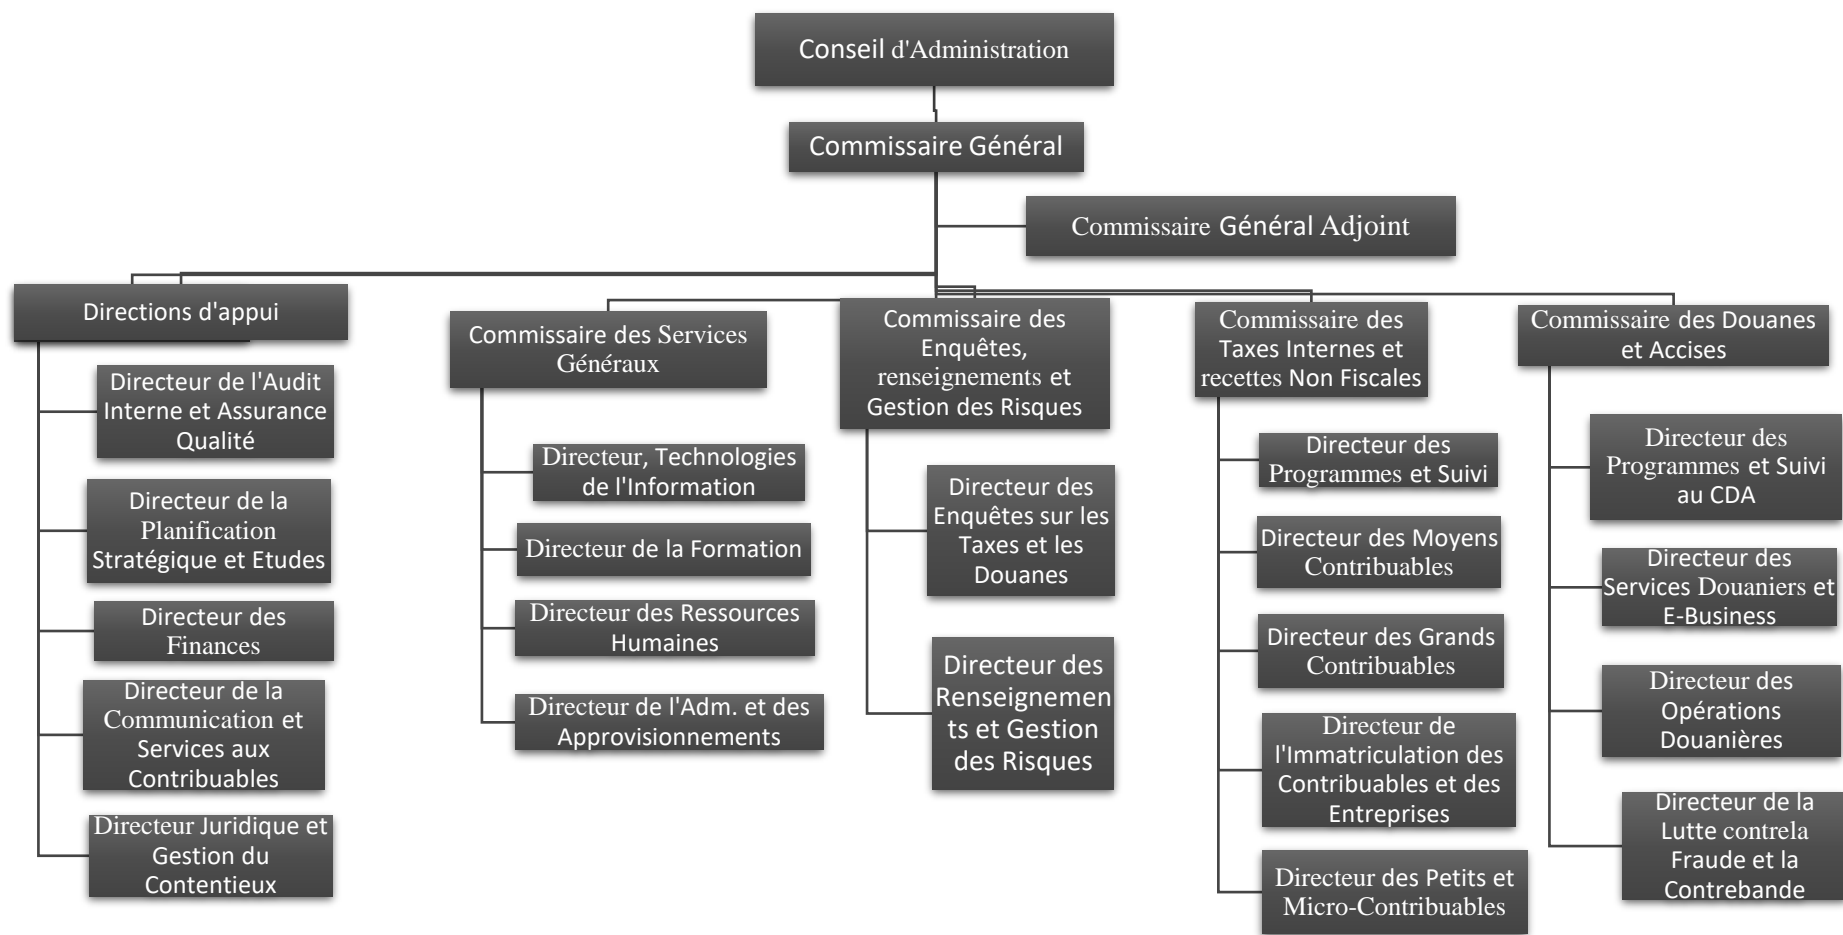 Conseil d'Administration
Commissaire Général
Commissaire Général Adjoint
Directions d'appui
Directeur de l'Audit
Interne et Assurance
Qualité
Directeur de la
Planification
Stratégique et Etudes
Directeur des
Finances
Directeur de la
Communication et
Services aux
Contribuables
Directeur Juridique et
Gestion du
Contentieux
Commissaire des Services
Généraux
Directeur, Technologies
de l'Information
Directeur de la Formation
Directeur des Ressources
Humaines
Directeur de l'Adm. et des
Approvisionnements
Commissaire des
Enquêtes,
renseignements et
Gestion des Risques
Directeur des
Enquêtes sur les
Taxes et les
Douanes
Directeur des
Renseignemen
ts et Gestion
des Risques
Commissaire des
Taxes Internes et
recettes Non Fiscales
Directeur des
Programmes et Suivi
Directeur des Moyens
Contribuables
Directeur des Grands
Contribuables
Directeur de
l'Immatriculation des
Contribuables et des
Entreprises
Directeur des Petits et
Micro-Contribuables
Commissaire des Douanes
et Accises
Directeur des
Programmes et Suivi
au CDA
Directeur des
Services Douaniers et
E-Business
Directeur des
Opérations
Douanières
Directeur de la
Lutte contrela
Fraude et la
Contrebande